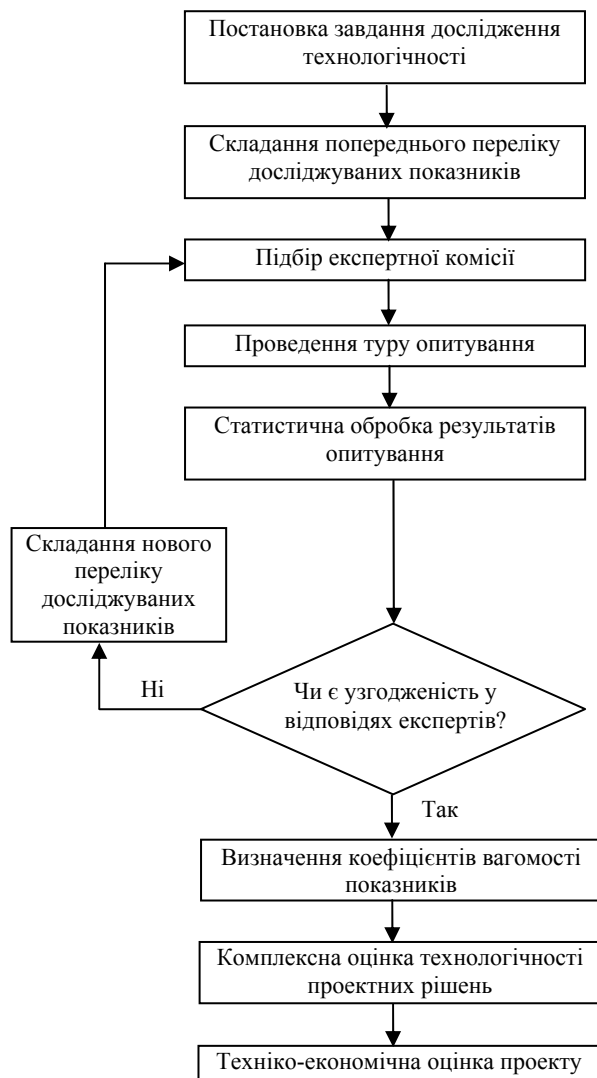 Постановка завдання дослідження
технологічності
Складання попереднього переліку
досліджуваних показників
Підбір експертної комісії
Проведення туру опитування
Статистична обробка результатів
опитування
Складання нового
переліку
досліджуваних
показників
Ні
Чи є узгодженість у
відповідях експертів?
Так
Визначення коефіцієнтів вагомості
показників
Комплексна оцінка технологічності
проектних рішень
Техніко-економічна оцінка проекту